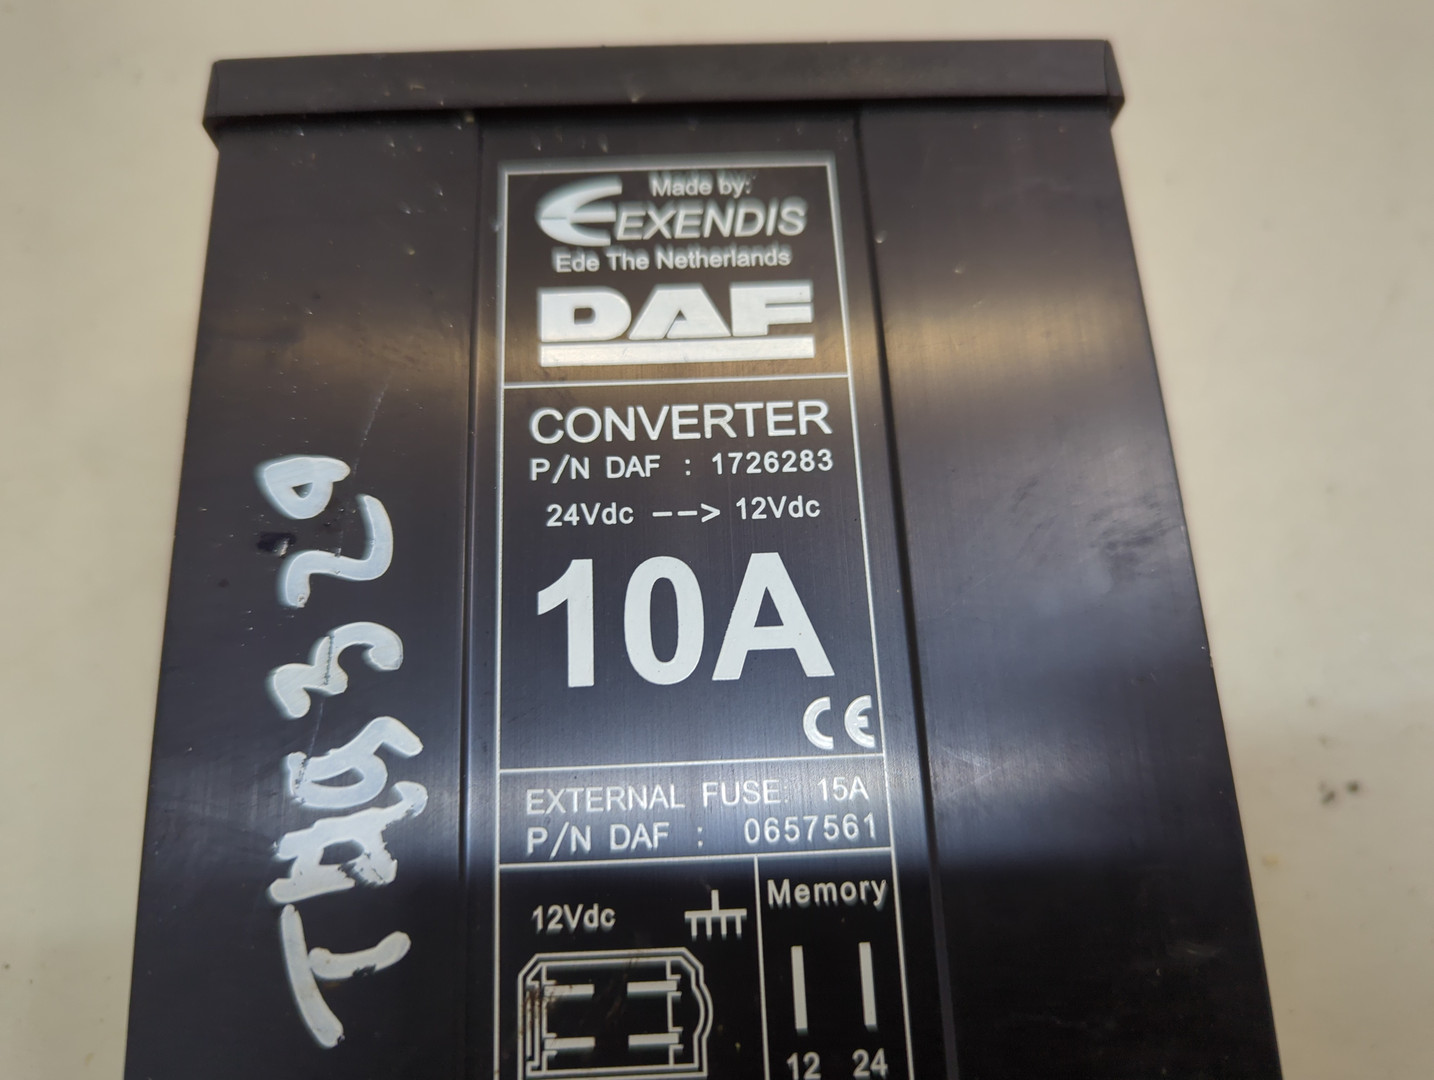 Made by:
EXENDIS
Ede The Netherlands
DAF
CONVERTER
P/N DAF : 1726283
24Vdc --> 12Vdc
10A
CE
EXTERNAL FUSE: 15A
P/N DAF : 0657561
12Vdc
Memory
12 24